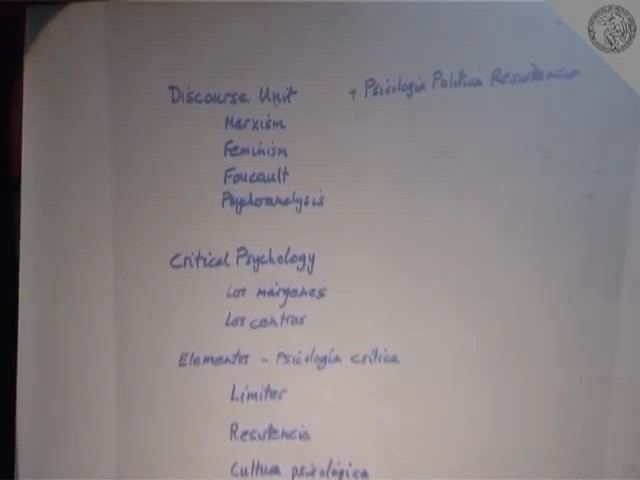 Discourse Unit + Psicología Política Resistencia
Marxism
Feminism
Foucault
Psychoanalysis
Critical Psychology
Los márgenes
Los centros
Elementos - Psicología crítica
Límites
Resistencia
Cultura psicológica